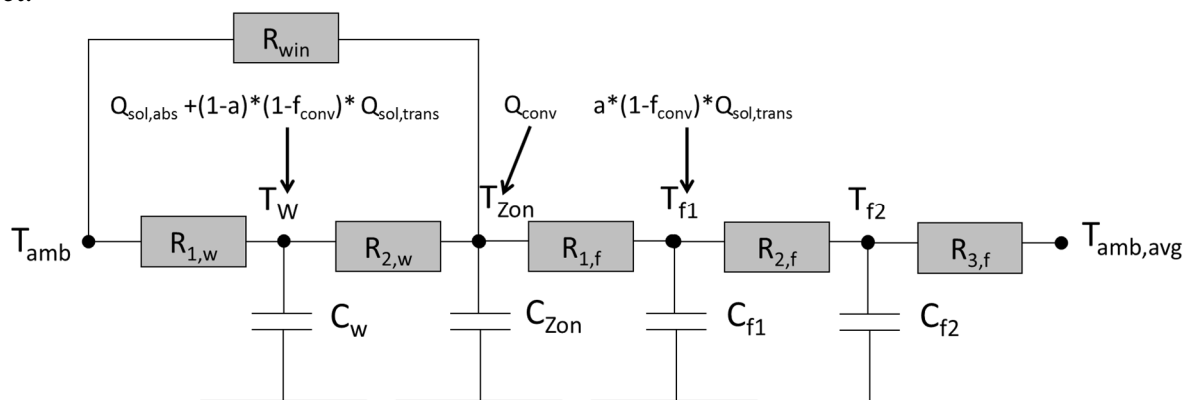 R_win
Q_sol,abs +(1-a)*(1-f_conv)* Q_sol,trans
Q_conv
a*(1-f_conv)*Q_sol,trans
T_W
T_Zon
T_f1
T_f2
T_amb
R_1,w
R_2,w
R_1,f
R_2,f
R_3,f
T_amb,avg
C_w
C_Zon
C_f1
C_f2